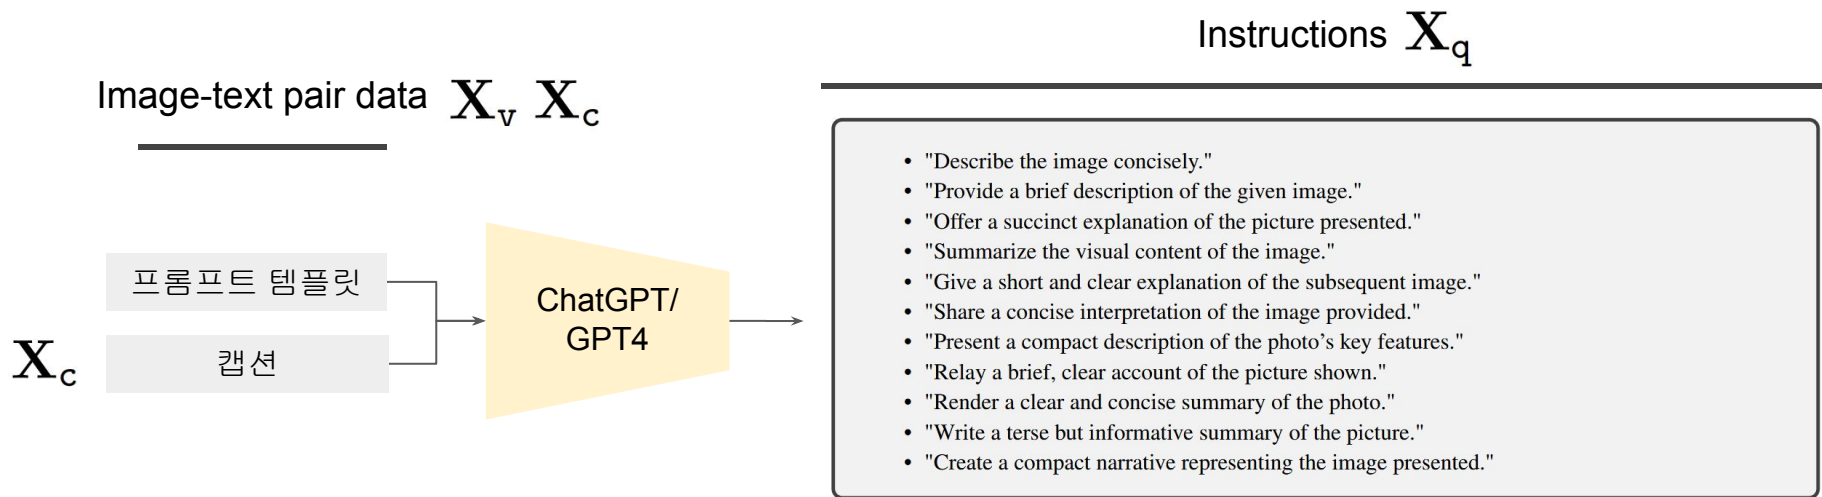 Image-text pair data Xv Xc
프롬프트 템플릿
Xc 캡션
ChatGPT/
GPT4
Instructions Xq
• "Describe the image concisely."
• "Provide a brief description of the given image."
• "Offer a succinct explanation of the picture presented."
• "Summarize the visual content of the image."
• "Give a short and clear explanation of the subsequent image."
• "Share a concise interpretation of the image provided."
• "Present a compact description of the photo's key features."
• "Relay a brief, clear account of the picture shown."
• "Render a clear and concise summary of the photo."
• "Write a terse but informative summary of the picture."
• "Create a compact narrative representing the image presented."